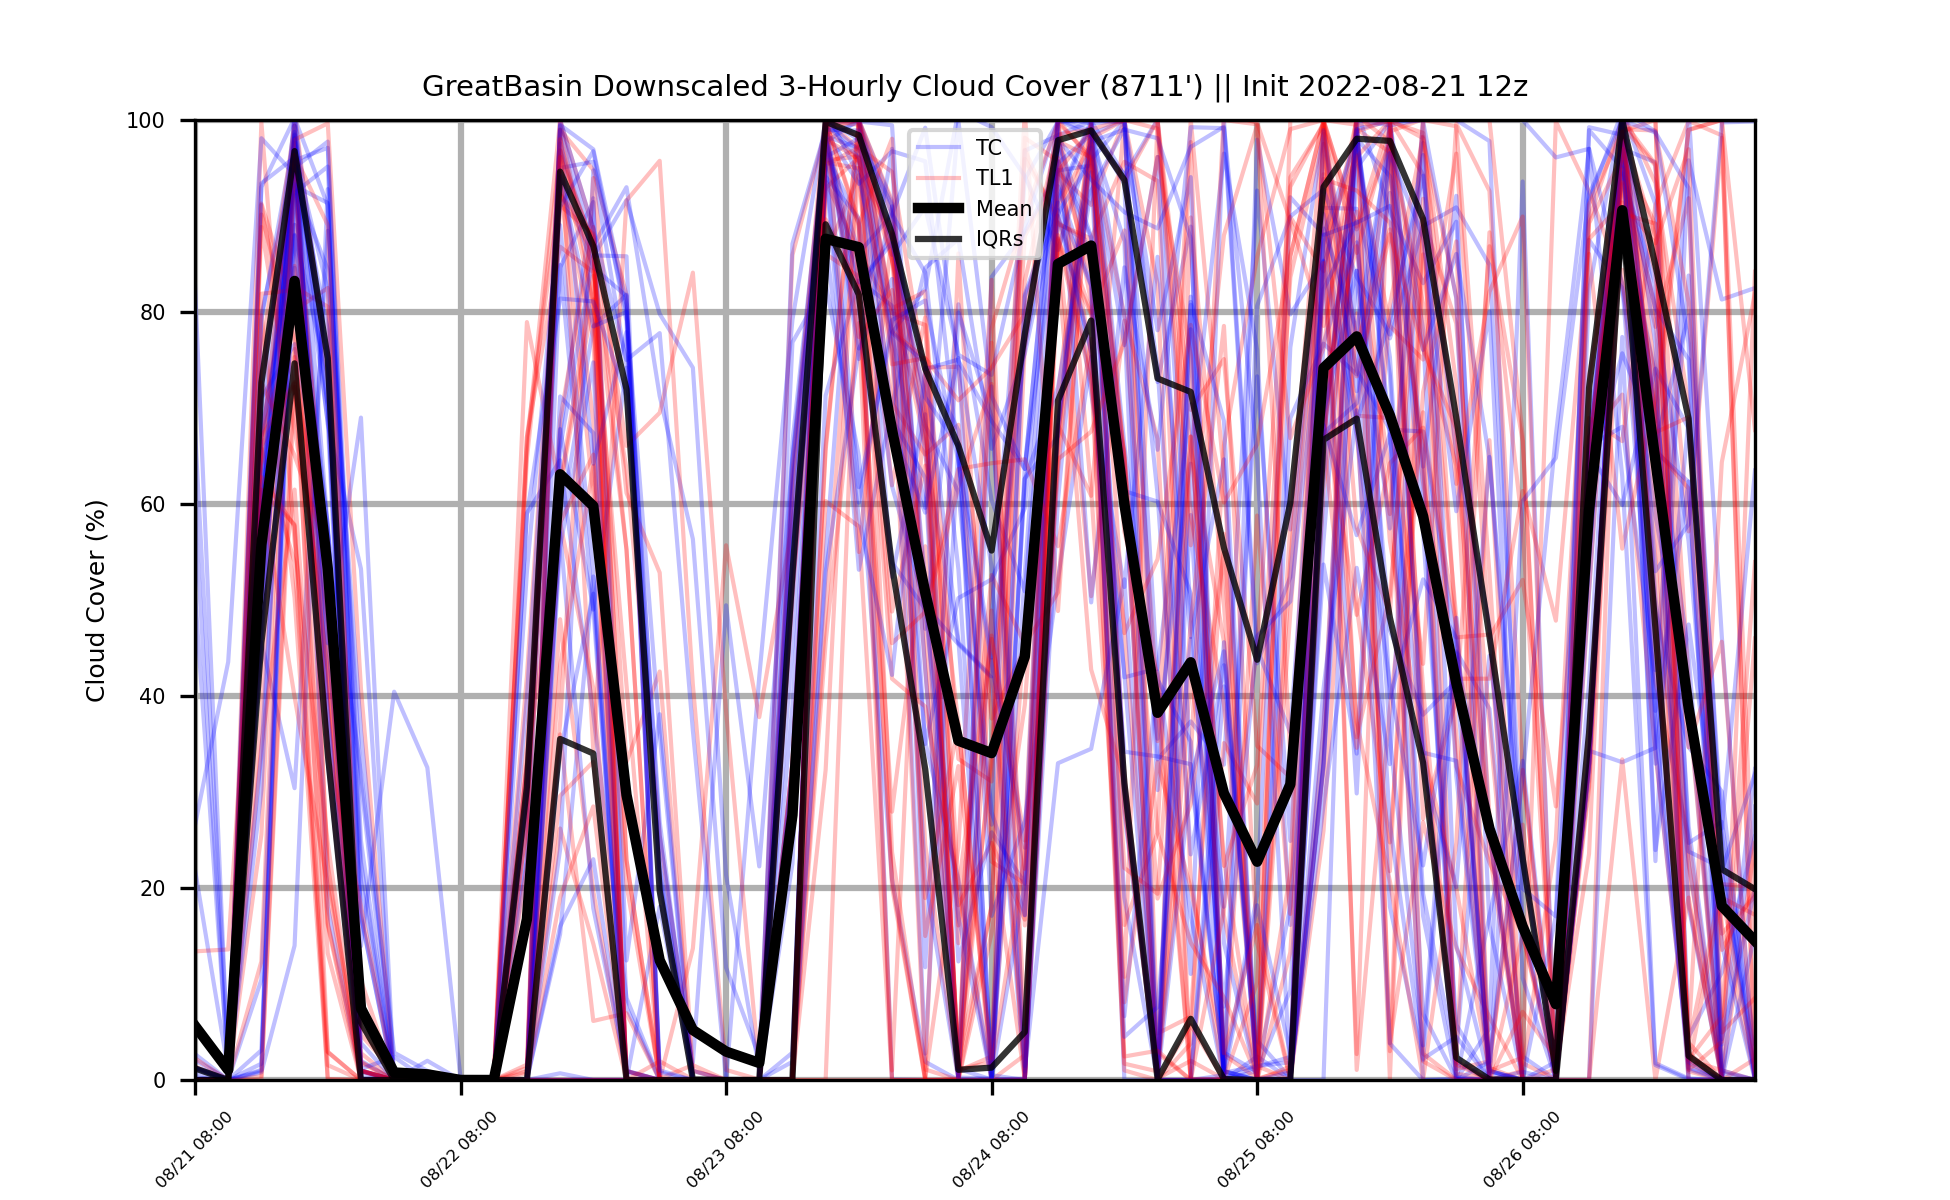 GreatBasin Downscaled 3-Hourly Cloud Cover (8711') || Init 2022-08-21 12z
100
80
60
40
20
0
Cloud Cover (%)
TC
TL1
Mean
IQRs
08/21 08:00
08/22 08:00
08/23 08:00
08/24 08:00
08/25 08:00
08/26 08:00